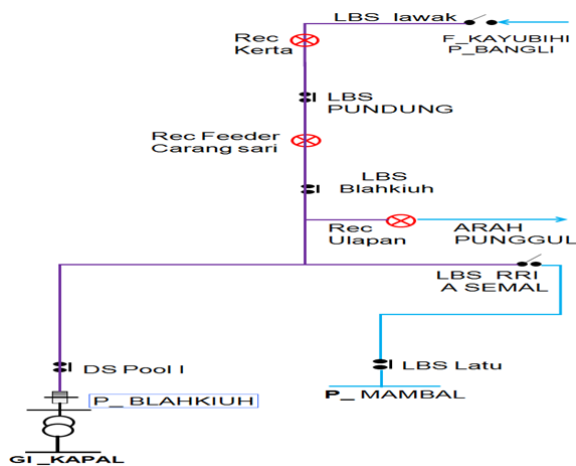 LBS lawak
Rec
Kerta
F_KAYUBIHI
P_BANGLI
LBS
PUNDUNG
Rec Feeder
Carang sari
LBS
Blahkiuh
Rec
Ulapan
ARAH
PUNGGUL
LBS RRI
A SEMAL
DS Pool I
LBS Latu
P_ BLAHKIUH
P_ MAMBAL
GI_KAPAL